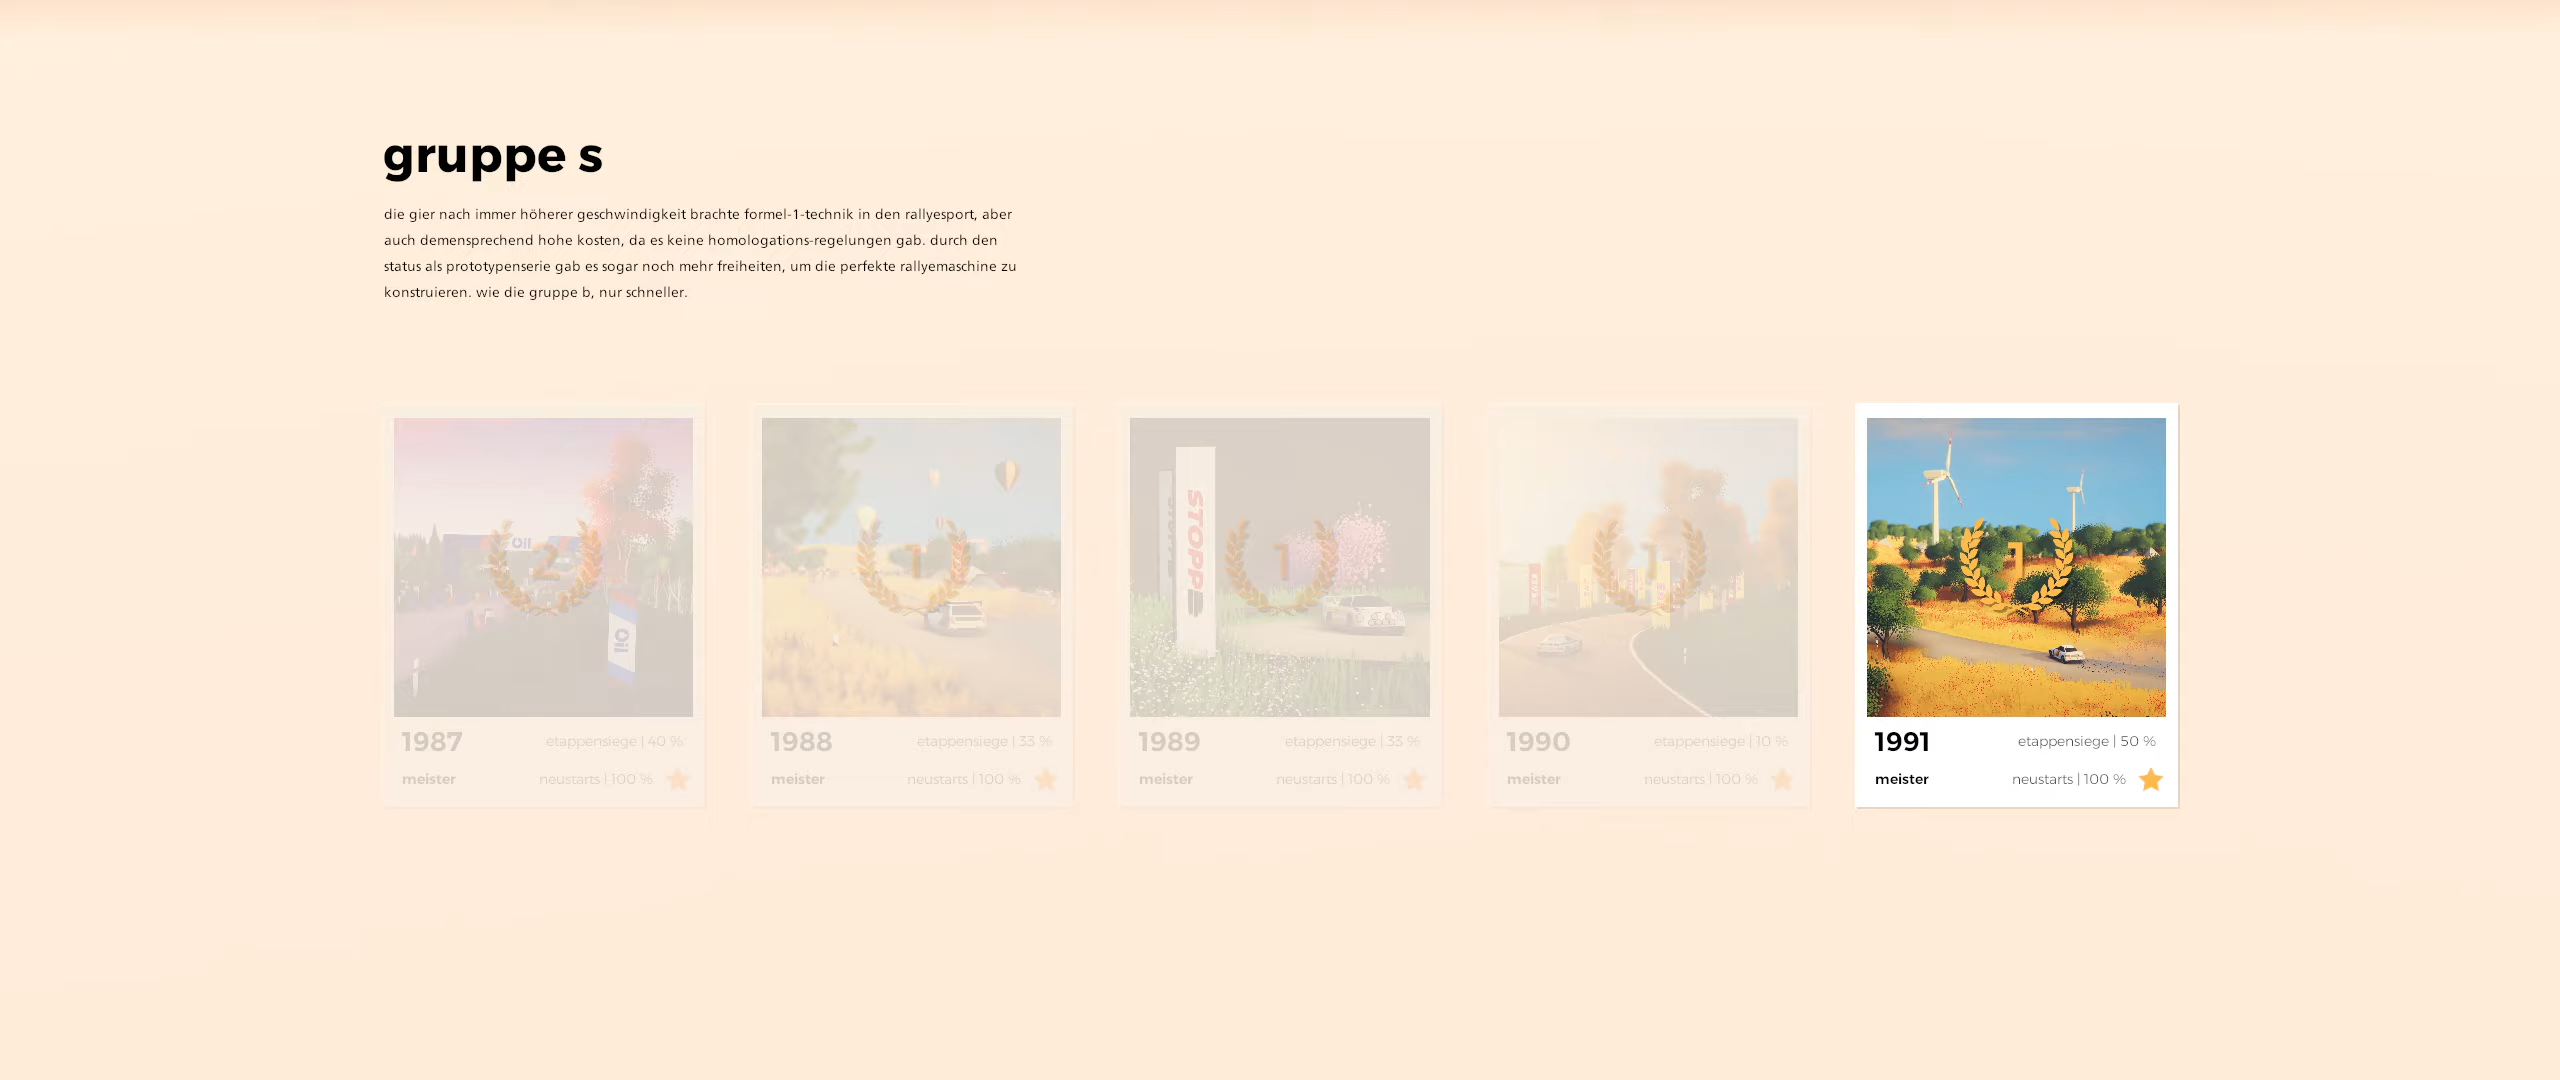 gruppe s
die gier nach immer höherer geschwindigkeit brachte formel-1-technik in den rallyesport, aber
auch demensprechend hohe kosten, da es keine homologations-regelungen gab. durch den
status als prototypenserie gab es sogar noch mehr freiheiten, um die perfekte rallyemaschine zu
konstruieren. wie die gruppe b, nur schneller.
Oil
2
Oil
1987
etappensiege | 40 %
meister
neustarts | 100 %
1
1988
etappensiege | 33 %
meister
neustarts | 100 %
STOPPE
1
1989
etappensiege | 33 %
meister
neustarts | 100 %
1
1990
etappensiege | 10 %
meister
neustarts | 100 %
1
1991
etappensiege | 50 %
meister
neustarts | 100 %